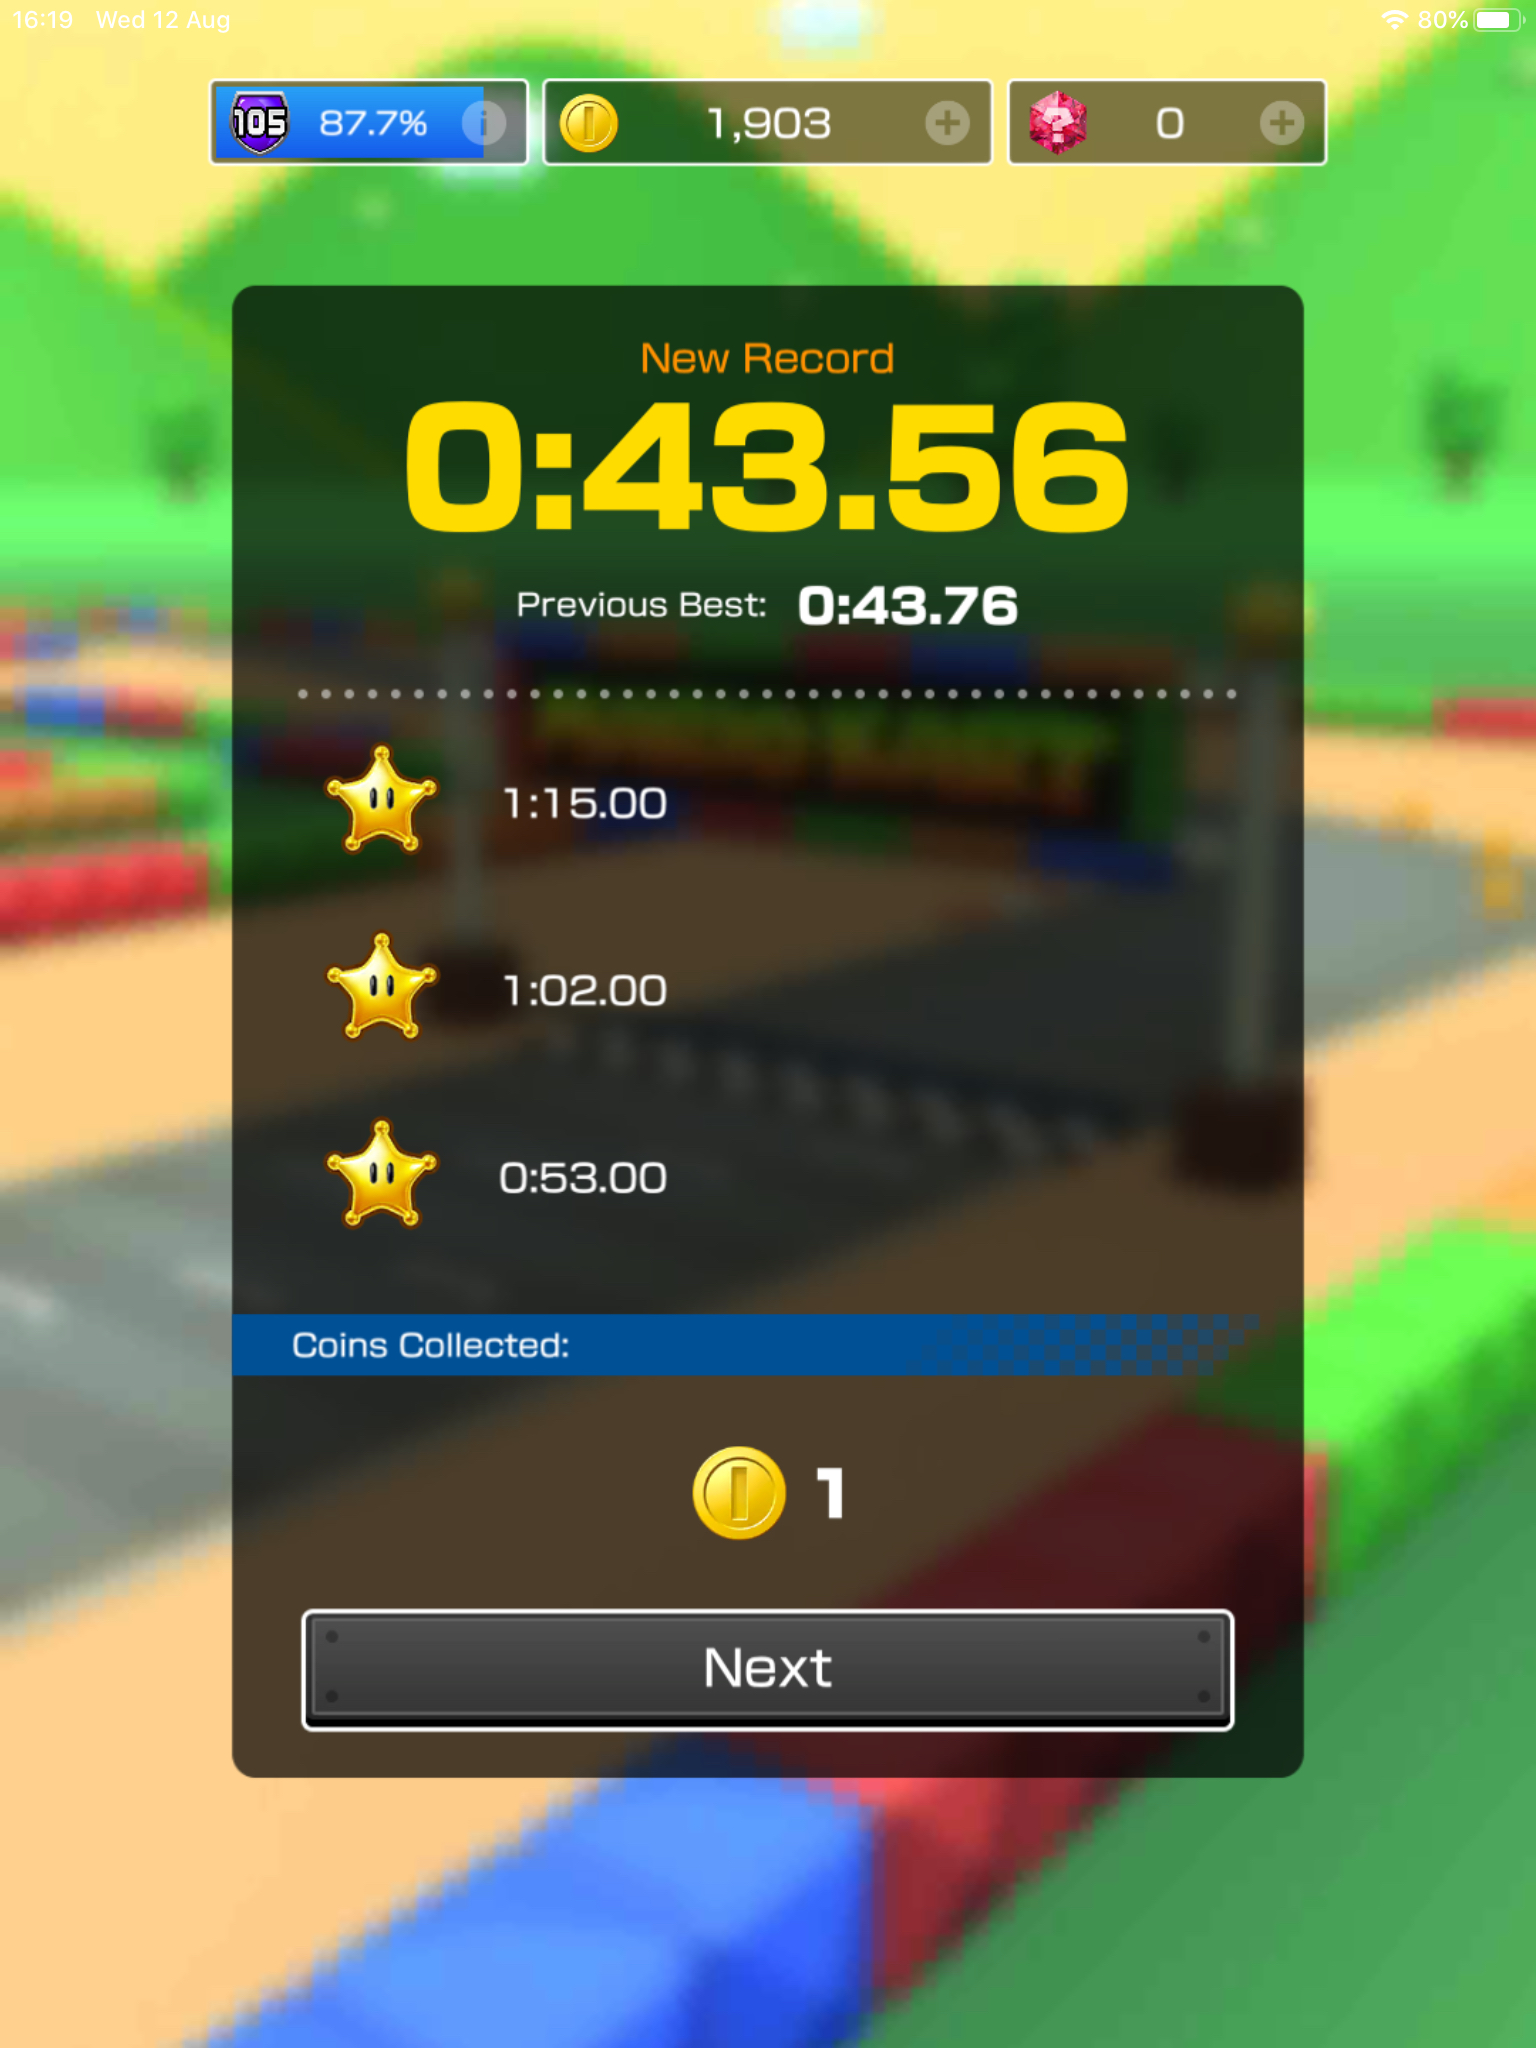 16:19 Wed 12 Aug 80%
105 87.7% i 1,903 + ? 0 +
New Record
0:43.56
Previous Best: 0:43.76
1:15.00
1:02.00
0:53.00
Coins Collected:
1
Next